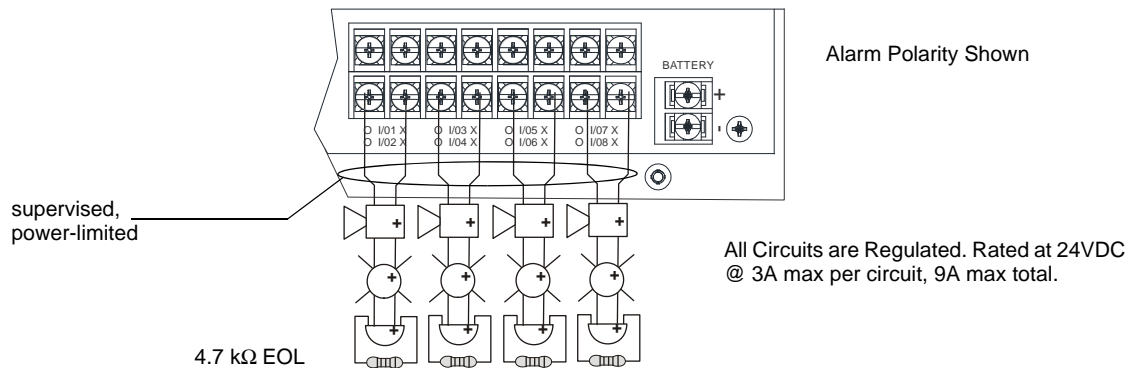 Alarm Polarity Shown
BATTERY
+
-
O I/01 X O I/03 X O I/05 X O I/07 X
O I/02 X O I/04 X O I/06 X O I/08 X
supervised,
power-limited
+ + + +
All Circuits are Regulated. Rated at 24VDC
@ 3A max per circuit, 9A max total.
+ + + +
+ + + +
4.7 kΩ EOL